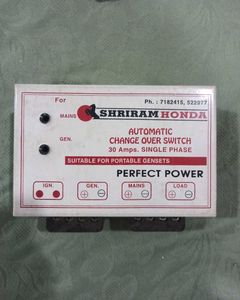 For
Ph. : 7182415, 522977
MAINS
SHRIRAM HONDA
GEN.
AUTOMATIC
CHANGE OVER SWITCH
30 Amps. SINGLE PHASE
SUITABLE FOR PORTABLE GENSETS
PERFECT POWER
IGN. GEN. MAINS LOAD
+ − + − + −